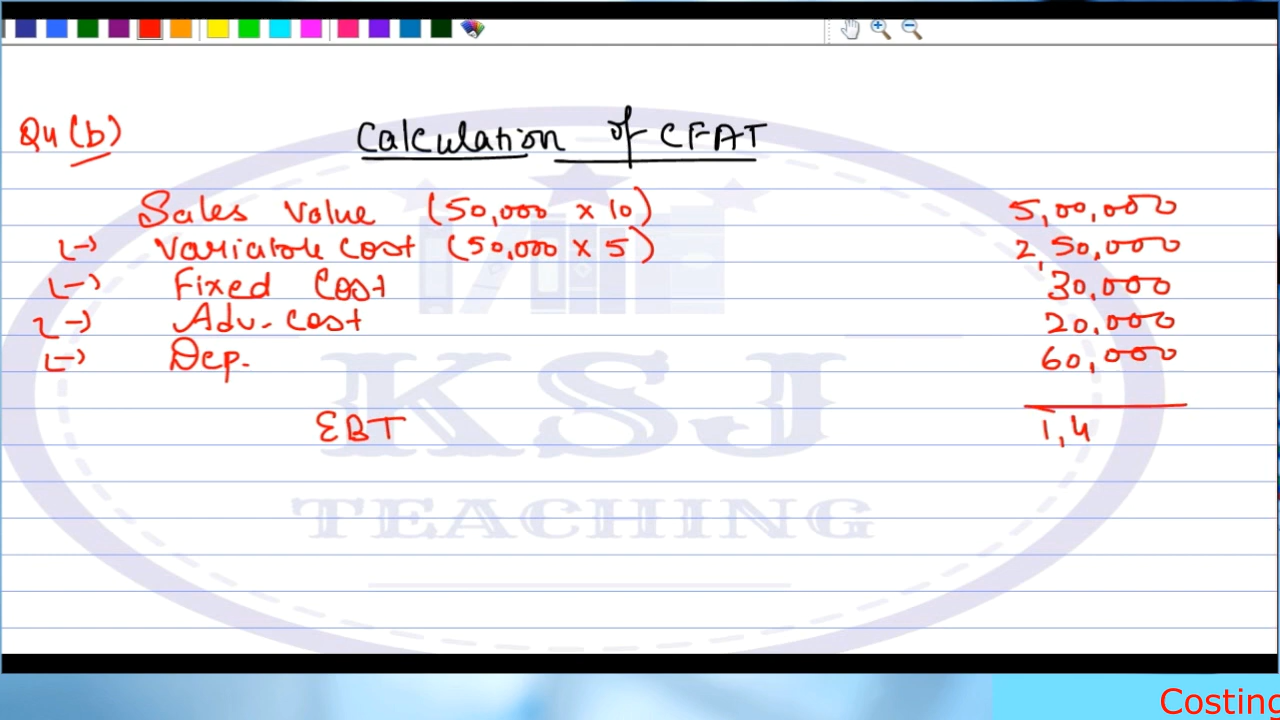 Q4 (b)
Calculation of CFAT
Sales Value (50,000 x 10) 5,00,000
(-) Variable cost (50,000 x 5) 2,50,000
(-) Fixed Cost 30,000
(-) Adv. cost 20,000
(-) Dep. 60,000
EBT 1,4
KSJ
TEACHING
Costing